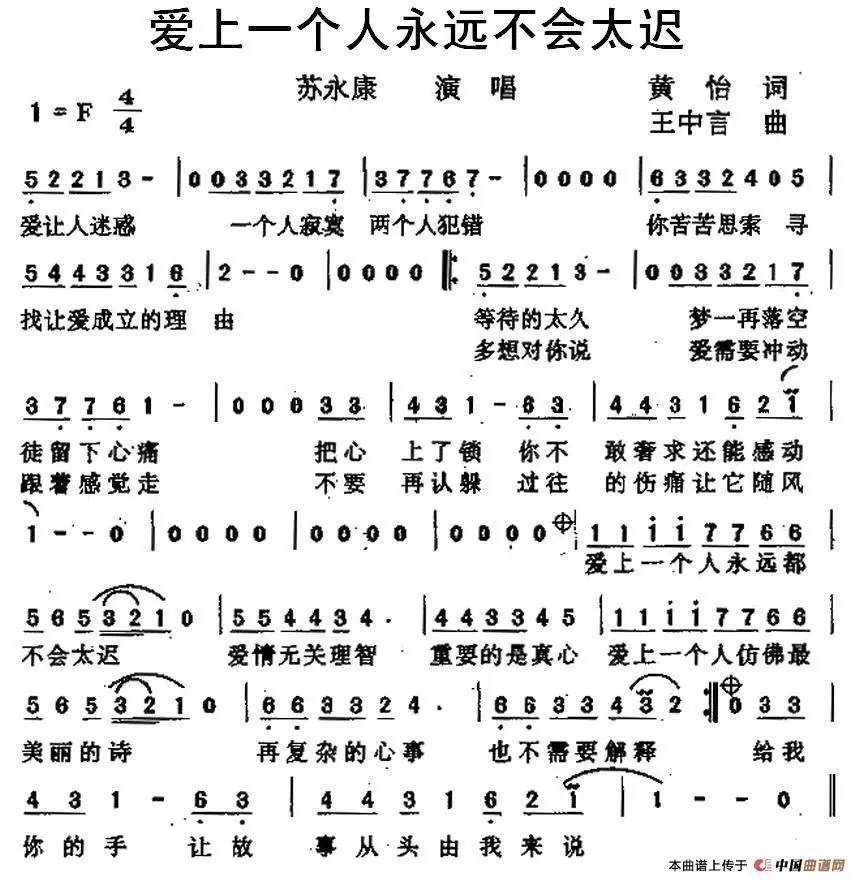 爱上一个人永远不会太迟
苏永康 演唱 黄怡 词
1=F 4/4 王中言 曲
5 2 2 2 1 3 - | 0 0 3 3 3 2 1 7 | 3 7 7 6 7 - | 0 0 0 0 | 6 3 3 3 2 4 0 5 |
爱让人迷惑 一个人寂寞 两个人犯错 你苦苦思索 寻
5 4 4 4 3 3 1 6 | 2 - - 0 | 0 0 0 0 |: 5 2 2 2 1 3 - | 0 0 3 3 3 2 1 7 |
找让爱成立的理由 等待的太久 梦一再落空
多想对你说 爱需要冲动
3 7 7 6 1 - | 0 0 0 3 3 | 4 3 1 - 6 3 | 4 4 3 1 6 2 1 |
徒留下心痛 把心 上了锁 你不 敢奢求还能感动
跟着感觉走 不要 再认躲 过往 的伤痛让它随风
1 - - 0 | 0 0 0 0 | 0 0 0 0 | 0 0 0 0 | 1 1 1 1 7 7 6 6 |
爱上一个人永远都
5 6 5 3 2 1 0 | 5 5 4 4 3 4 . | 4 4 3 3 3 4 5 | 1 1 1 1 7 7 6 6 |
不会太迟 爱情无关理智 重要的是真心 爱上一个人仿佛最
5 6 5 3 2 1 0 | 6 6 3 3 2 4 . | 6 6 3 3 4 3 2 :| 0 3 3 |
美丽的诗 再复杂的心事 也不需要解释 给我
4 3 1 - 6 3 | 4 4 3 1 6 2 1 | 1 - - 0 ‖
你的手 让故 事从头由我来说
本曲谱上传于 中国曲谱网